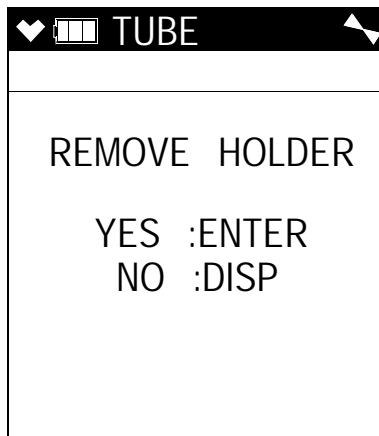 TUBE
REMOVE HOLDER
YES :ENTER
NO :DISP